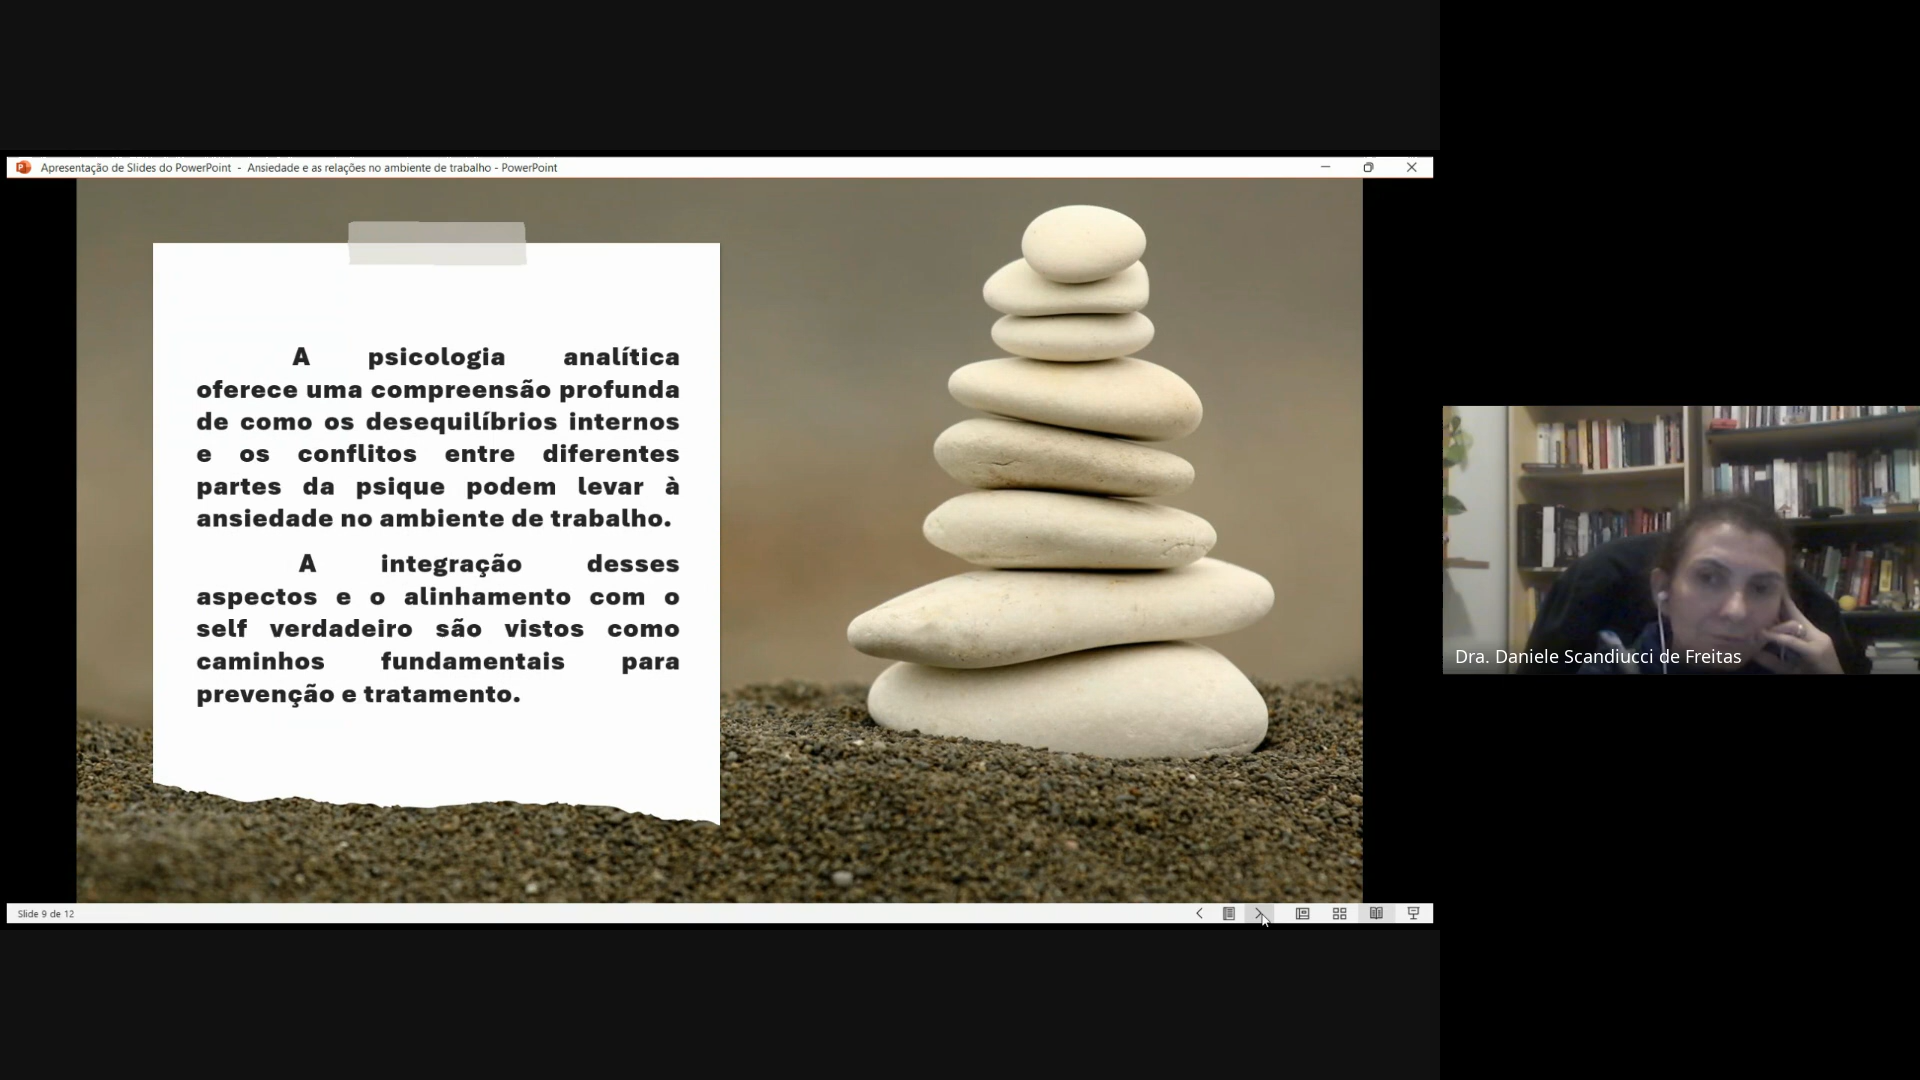 Apresentação de Slides do PowerPoint - Ansiedade e as relações no ambiente de trabalho - PowerPoint
A psicologia analítica
oferece uma compreensão profunda
de como os desequilíbrios internos
e os conflitos entre diferentes
partes da psique podem levar à
ansiedade no ambiente de trabalho.
A integração desses
aspectos e o alinhamento com o
self verdadeiro são vistos como
caminhos fundamentais para
prevenção e tratamento.
Dra. Daniele Scandiucci de Freitas
Slide 9 de 12